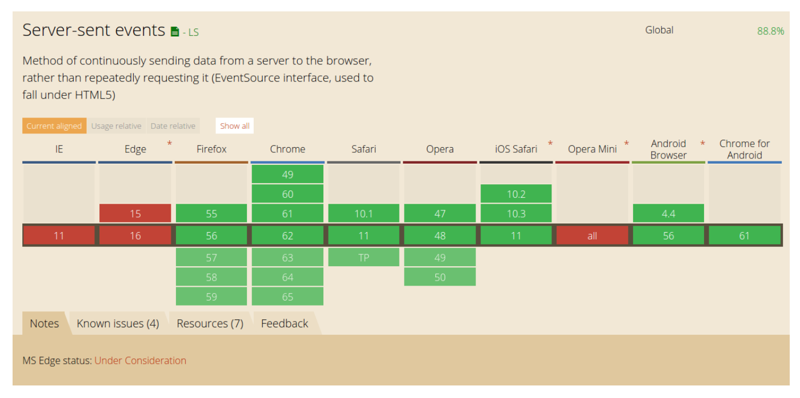 Server-sent events - LS
Global 88.8%
Method of continuously sending data from a server to the browser,
rather than repeatedly requesting it (EventSource interface, used to
fall under HTML5)
Current aligned Usage relative Date relative Show all
IE Edge * Firefox Chrome Safari Opera iOS Safari * Opera Mini * Android Browser * Chrome for Android
49
60 10.2
15 55 61 10.1 47 10.3 4.4
11 16 56 62 11 48 11 all 56 61
57 63 TP 49
58 64 50
59 65
Notes Known issues (4) Resources (7) Feedback
MS Edge status: Under Consideration